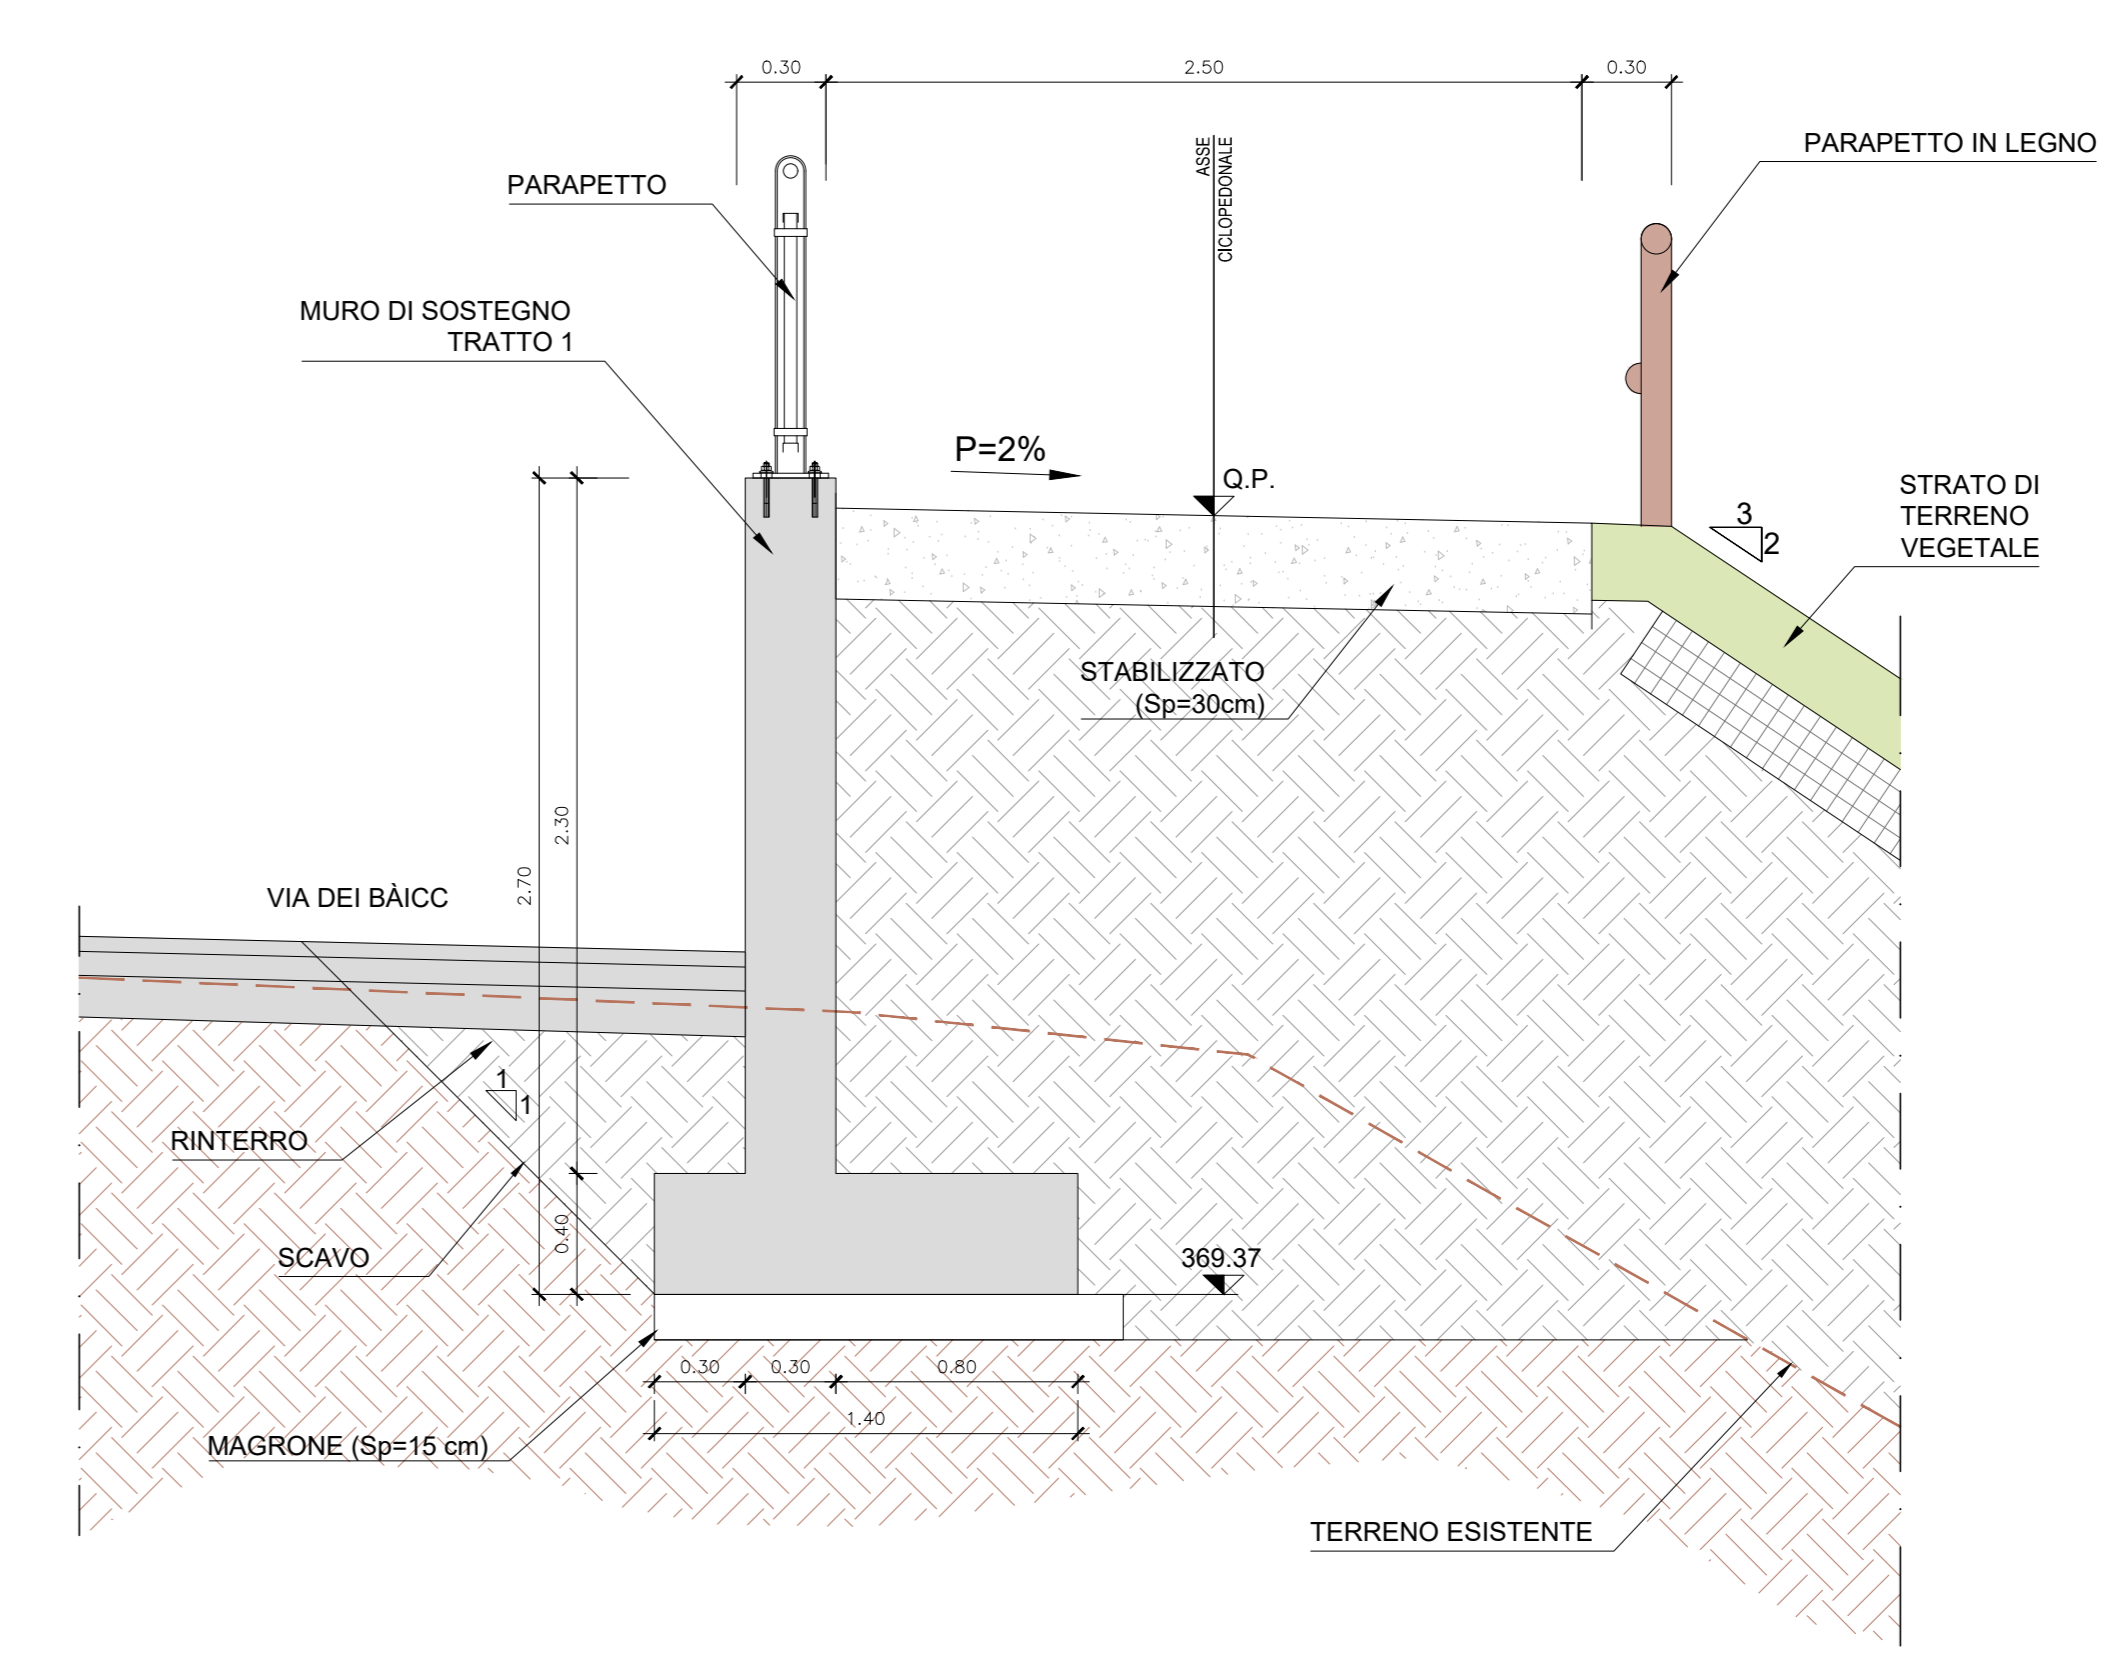 0.30
2.50
0.30
PARAPETTO IN LEGNO
ASSE
CICLOPEDONALE
PARAPETTO
MURO DI SOSTEGNO
TRATTO 1
P=2%
Q.P.
STRATO DI
TERRENO
VEGETALE
3
2
STABILIZZATO
(Sp=30cm)
2.30
2.70
VIA DEI BÀICC
1
1
RINTERRO
0.40
SCAVO
369.37
0.30
0.30
0.80
1.40
MAGRONE (Sp=15 cm)
TERRENO ESISTENTE